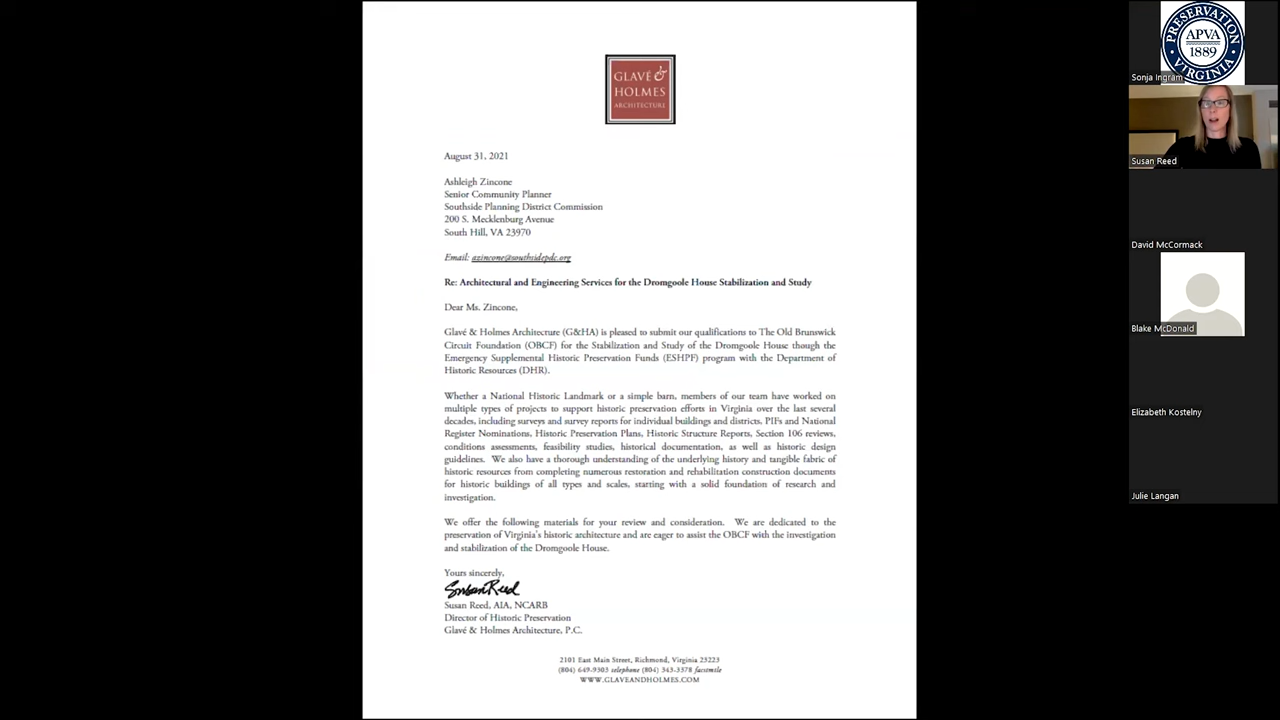 GLAVÉ &
HOLMES
ARCHITECTURE
August 31, 2021
Ashleigh Zincone
Senior Community Planner
Southside Planning District Commission
200 S. Mecklenburg Avenue
South Hill, VA 23970
Email: azincone@southsidepdc.org
Re: Architectural and Engineering Services for the Dromgoole House Stabilization and Study
Dear Ms. Zincone,
Glavé & Holmes Architecture (G&HA) is pleased to submit our qualifications to The Old Brunswick
Circuit Foundation (OBCF) for the Stabilization and Study of the Dromgoole House though the
Emergency Supplemental Historic Preservation Funds (ESHPF) program with the Department of
Historic Resources (DHR).
Whether a National Historic Landmark or a simple barn, members of our team have worked on
multiple types of projects to support historic preservation efforts in Virginia over the last several
decades, including surveys and survey reports for individual buildings and districts, PIFs and National
Register Nominations, Historic Preservation Plans, Historic Structure Reports, Section 106 reviews,
conditions assessments, feasibility studies, historical documentation, as well as historic design
guidelines. We also have a thorough understanding of the underlying history and tangible fabric of
historic resources from completing numerous restoration and rehabilitation construction documents
for historic buildings of all types and scales, starting with a solid foundation of research and
investigation.
We offer the following materials for your review and consideration. We are dedicated to the
preservation of Virginia's historic architecture and are eager to assist the OBCF with the investigation
and stabilization of the Dromgoole House.
Yours sincerely,
Susan Reed
Susan Reed, AIA, NCARB
Director of Historic Preservation
Glavé & Holmes Architecture, P.C.
2101 East Main Street, Richmond, Virginia 23223
(804) 649-9303 telephone (804) 343-3378 facsimile
WWW.GLAVEANDHOLMES.COM
PRESERVATION
APVA
1889
VIRGINIA
Sonja Ingram
Susan Reed
David McCormack
Blake McDonald
Elizabeth Kostelny
Julie Langan